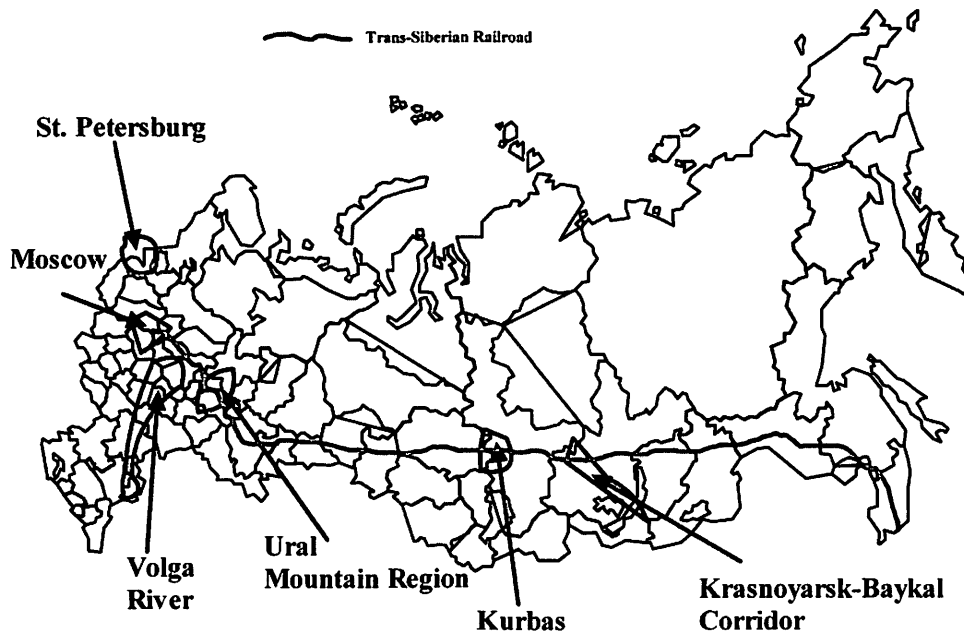 Trans-Siberian Railroad
St. Petersburg
Moscow
Volga
River
Ural
Mountain Region
Kurbas
Krasnoyarsk-Baykal
Corridor